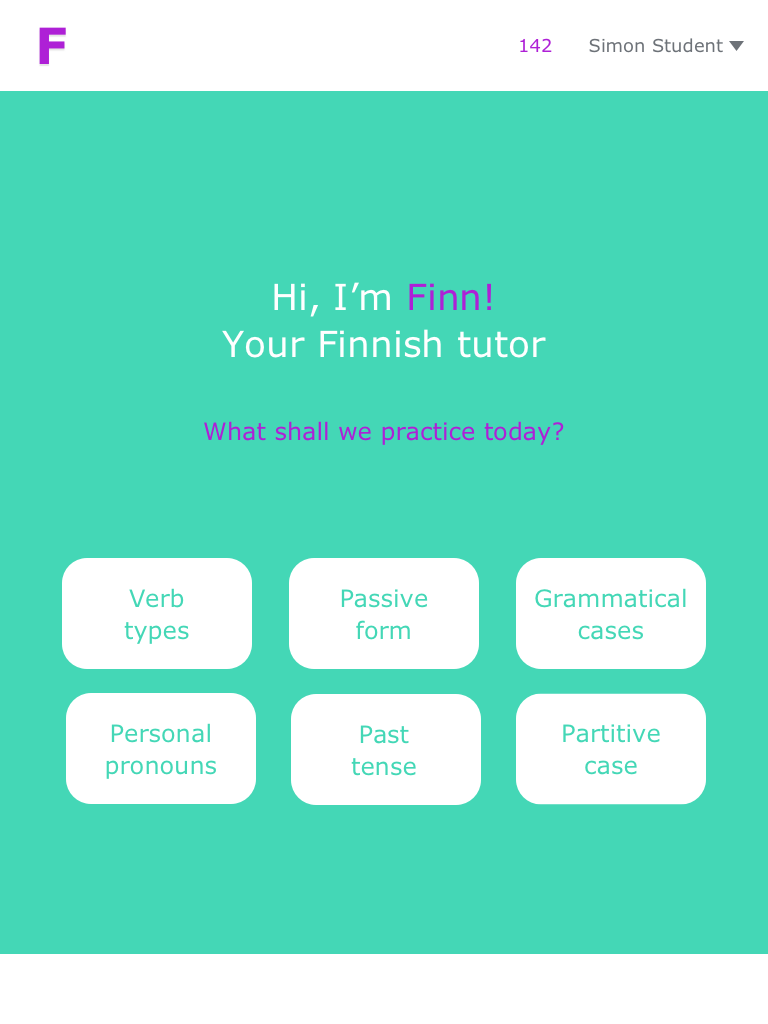 F
142 Simon Student
Hi, I’m Finn!
Your Finnish tutor
What shall we practice today?
Verb
types
Passive
form
Grammatical
cases
Personal
pronouns
Past
tense
Partitive
case